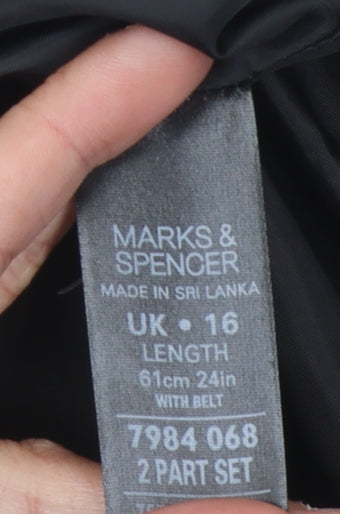 MARKS &
SPENCER
MADE IN SRI LANKA
UK • 16
LENGTH
61cm 24in
WITH BELT
7984 068
2 PART SET